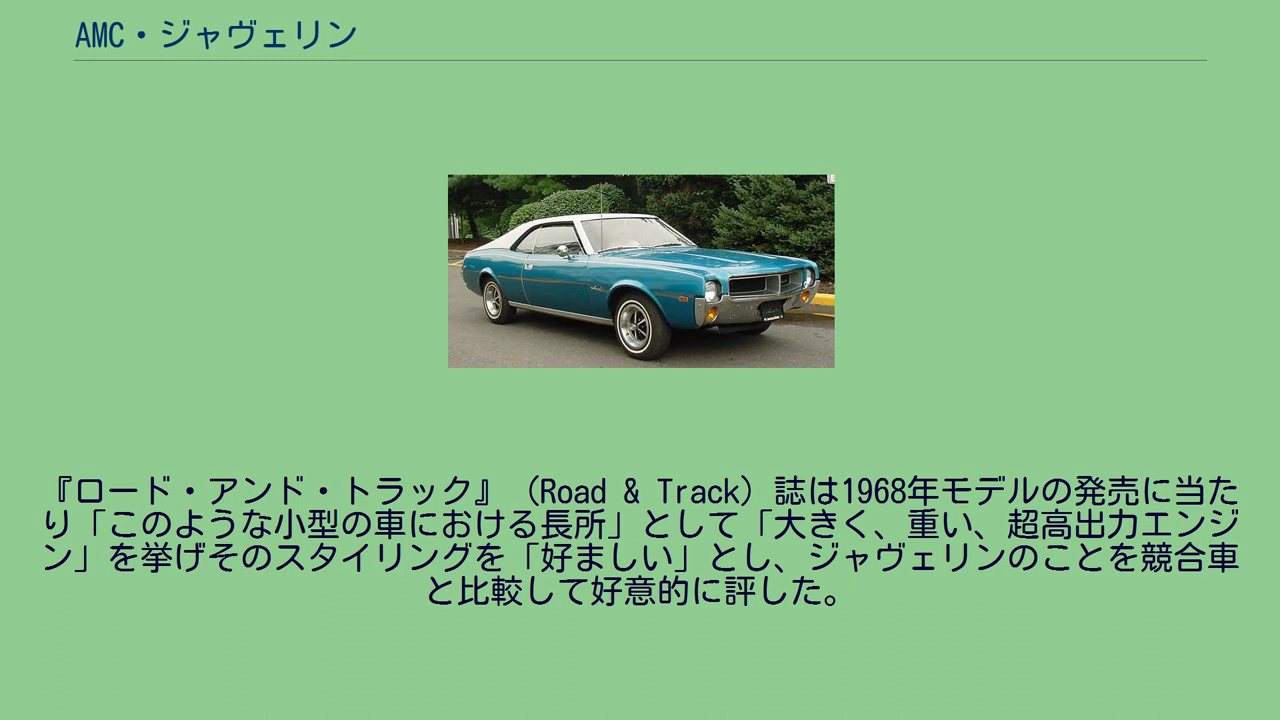 AMC・ジャヴェリン
『ロード・アンド・トラック』（Road & Track）誌は1968年モデルの発売に当た
り「このような小型の車における長所」として「大きく、重い、超高出力エンジ
ン」を挙げそのスタイリングを「好ましい」とし、ジャヴェリンのことを競合車
と比較して好意的に評した。